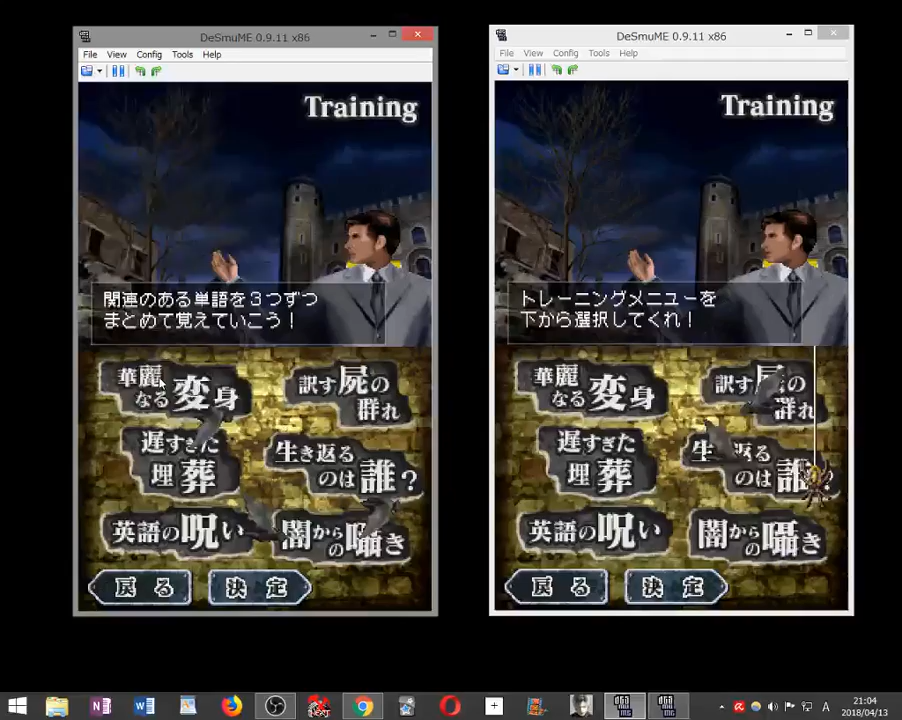 DeSmuME 0.9.11 x86
File View Config Tools Help
Training
関連のある単語を３つずつ
まとめて覚えていこう！
華麗
なる変身
訳す屍の
群れ
遅すぎた
埋葬
生き返る
のは誰？
英語の呪い
闇から
の囁き
戻る
決定
DeSmuME 0.9.11 x86
File View Config Tools Help
Training
トレーニングメニューを
下から選択してくれ！
華麗
なる変身
訳す屍の
群れ
遅すぎた
埋葬
生き返る
のは誰
英語の呪い
闇から
の囁き
戻る
決定
A
21:04
2018/04/13